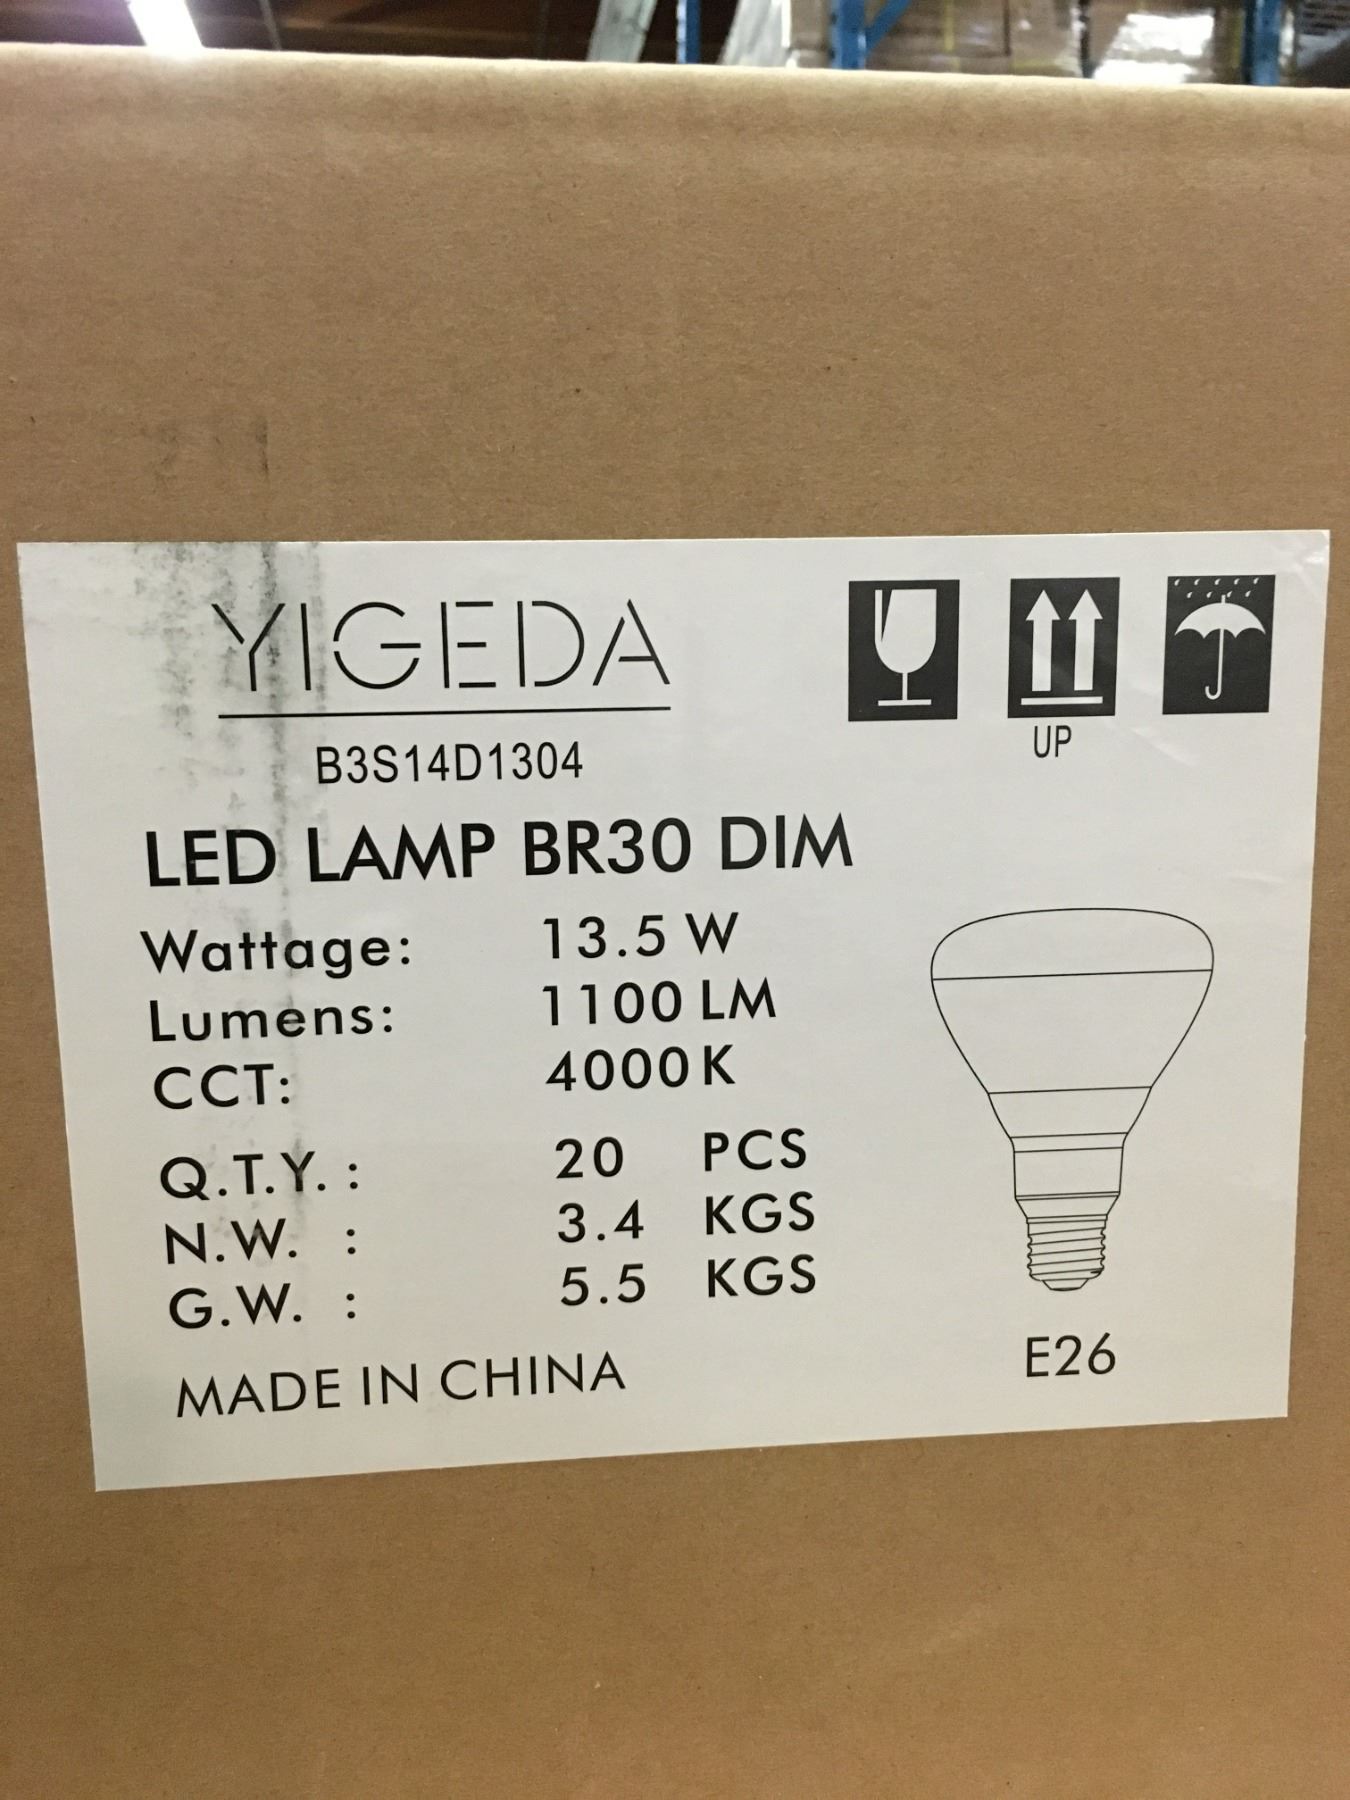 YIGEDA
B3S14D1304
UP
LED LAMP BR30 DIM
Wattage: 13.5 W
Lumens: 1100 LM
CCT: 4000K
Q.T.Y. : 20 PCS
N.W. : 3.4 KGS
G.W. : 5.5 KGS
MADE IN CHINA
E26